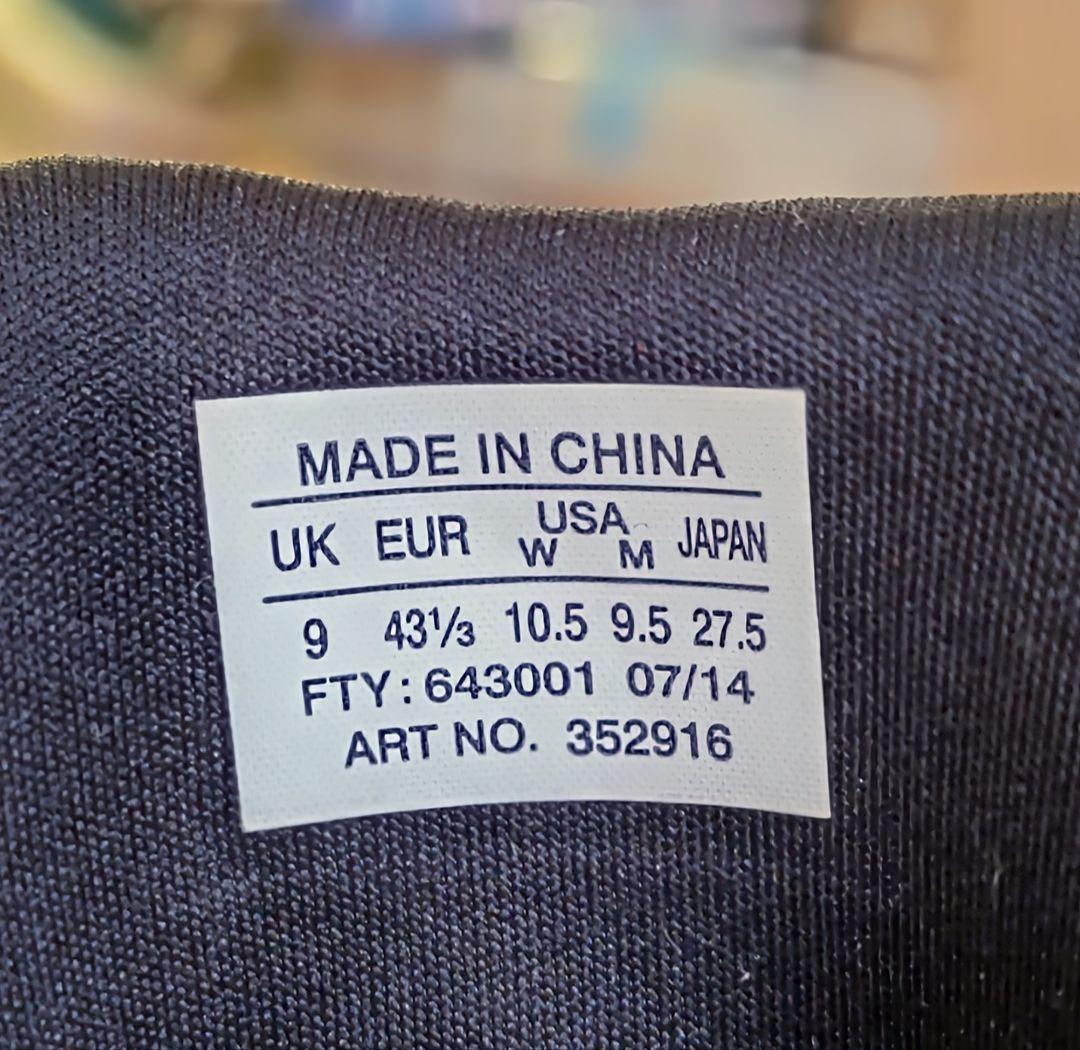 MADE IN CHINA
UK EUR USA JAPAN
W M
9 43⅓ 10.5 9.5 27.5
FTY: 643001 07/14
ART NO. 352916